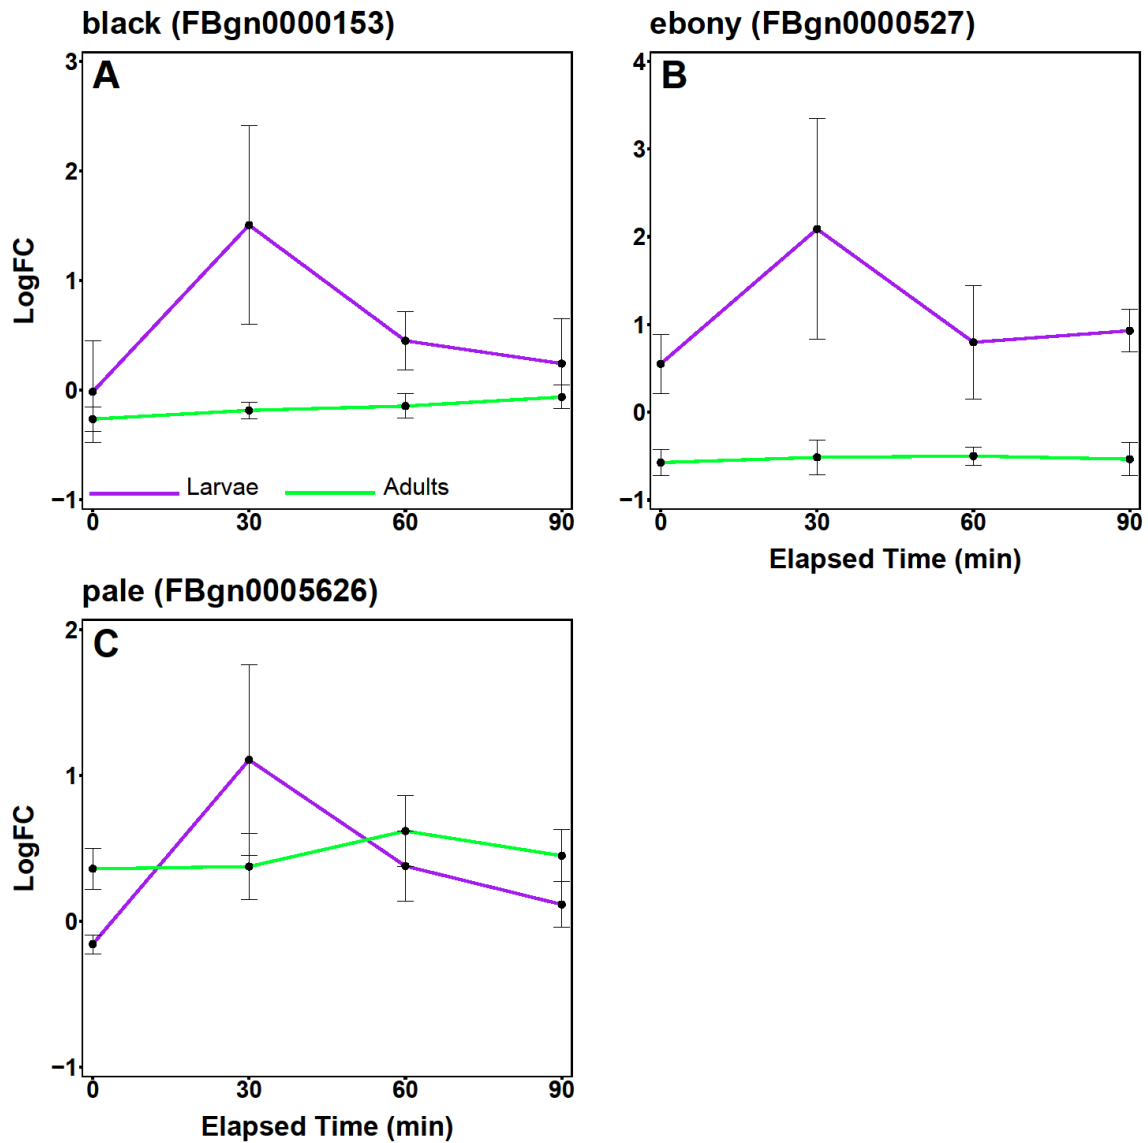 black (FBgn0000153)
A
3
2
1
0
−1
LogFC
Larvae
Adults
0 30 60 90
ebony (FBgn0000527)
B
4
3
2
1
0
−1
0 30 60 90
Elapsed Time (min)
pale (FBgn0005626)
C
2
1
0
−1
LogFC
0 30 60 90
Elapsed Time (min)